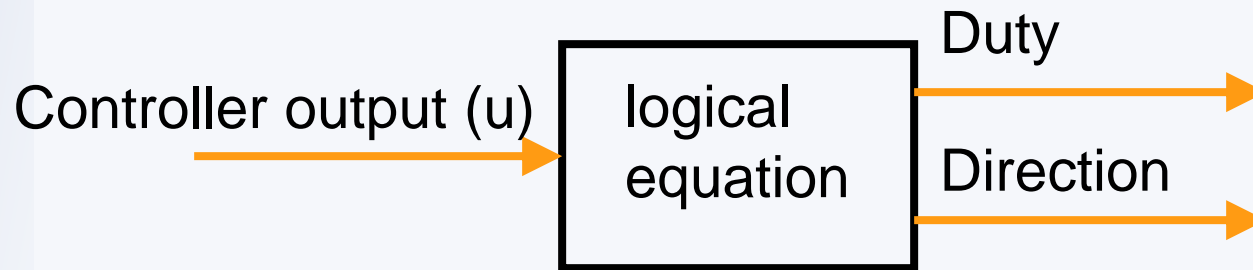 Controller output (u)
logical
equation
Duty
Direction